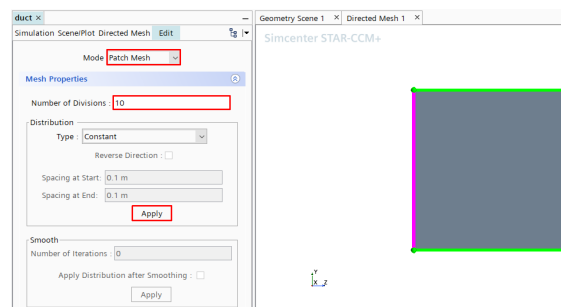 duct × –
Simulation Scene/Plot Directed Mesh Edit
Mode Patch Mesh
Mesh Properties
Number of Divisions : 10
Distribution
Type : Constant
Reverse Direction :
Spacing at Start: 0.1 m
Spacing at End: 0.1 m
Apply
Smooth
Number of Iterations : 0
Apply Distribution after Smoothing :
Apply
Geometry Scene 1 × Directed Mesh 1 ×
Simcenter STAR-CCM+
Y
X Z